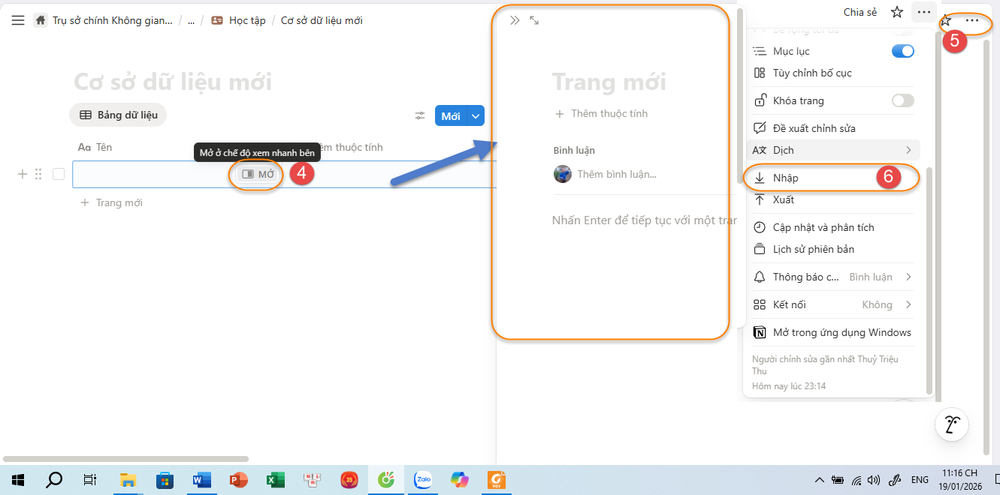 Trụ sở chính Không gian... / ... / Học tập / Cơ sở dữ liệu mới
Chia sẻ
5
Cơ sở dữ liệu mới
Bảng dữ liệu
Mới
Aa Tên
Mở ở chế độ xem nhanh bên
êm thuộc tính
MỞ
4
Trang mới
Trang mới
Thêm thuộc tính
Bình luận
Thêm bình luận...
Nhấn Enter để tiếp tục với một tran
Mục lục
Tùy chỉnh bố cục
Khóa trang
Đề xuất chỉnh sửa
Dịch
Nhập
6
Xuất
Cập nhật và phân tích
Lịch sử phiên bản
Thông báo c... Bình luận
Kết nối Không
Mở trong ứng dụng Windows
Người chỉnh sửa gần nhất Thuỷ Triệu
Thu
Hôm nay lúc 23:14
35
Zalo
PDF
ENG
11:16 CH
19/01/2026